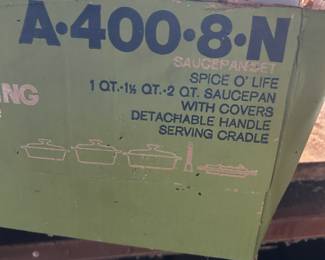 A·400·8·N
SAUCEPAN SET
SPICE O' LIFE
1 QT.·1½ QT.·2 QT. SAUCEPAN
WITH COVERS
DETACHABLE HANDLE
SERVING CRADLE